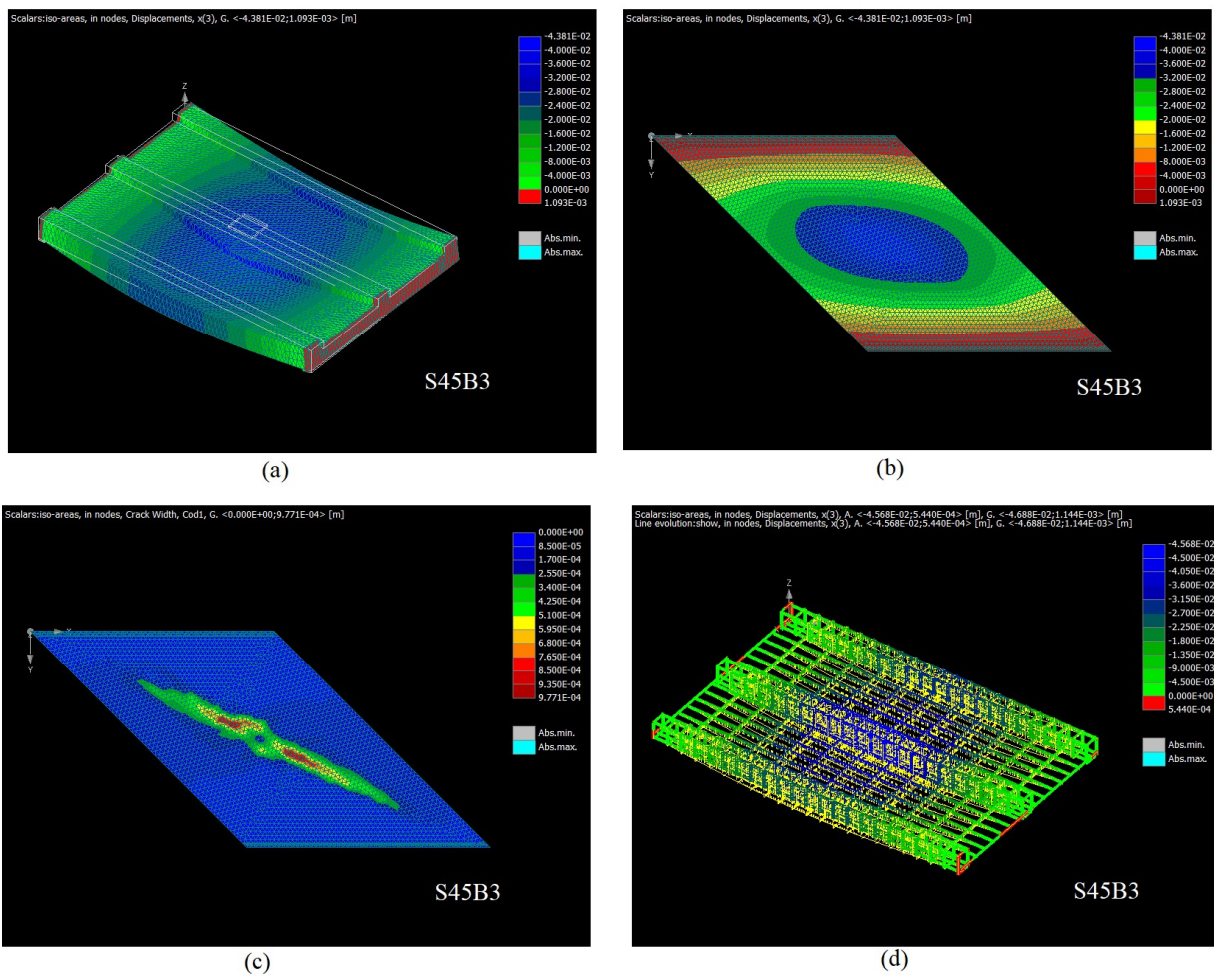 Scalars:iso-areas, in nodes, Displacements, x(3), G. <-4.381E-02;1.093E-03> [m]
-4.381E-02
-4.000E-02
-3.600E-02
-3.200E-02
-2.800E-02
-2.400E-02
-2.000E-02
-1.600E-02
-1.200E-02
-8.000E-03
-4.000E-03
0.000E+00
1.093E-03
Abs.min.
Abs.max.
Z
S45B3
(a)
Scalars:iso-areas, in nodes, Displacements, x(3), G. <-4.381E-02;1.093E-03> [m]
-4.381E-02
-4.000E-02
-3.600E-02
-3.200E-02
-2.800E-02
-2.400E-02
-2.000E-02
-1.600E-02
-1.200E-02
-8.000E-03
-4.000E-03
0.000E+00
1.093E-03
Abs.min.
Abs.max.
Y
S45B3
(b)
Scalars:iso-areas, in nodes, Crack Width, Cod1, G. <0.000E+00;9.771E-04> [m]
0.000E+00
8.500E-05
1.700E-04
2.550E-04
3.400E-04
4.250E-04
5.100E-04
5.950E-04
6.800E-04
7.650E-04
8.500E-04
9.350E-04
9.771E-04
Abs.min.
Abs.max.
Y
S45B3
(c)
Scalars:iso-areas, in nodes, Displacements, x(3), A. <-4.568E-02;5.440E-04> [m], G. <-4.688E-02;1.144E-03> [m]
Line evolution:show, in nodes, Displacements, x(3), A. <-4.568E-02;5.440E-04> [m], G. <-4.688E-02;1.144E-03> [m]
-4.568E-02
-4.500E-02
-4.050E-02
-3.600E-02
-3.150E-02
-2.700E-02
-2.250E-02
-1.800E-02
-1.350E-02
-9.000E-03
-4.500E-03
0.000E+00
5.440E-04
Abs.min.
Abs.max.
Z
S45B3
(d)